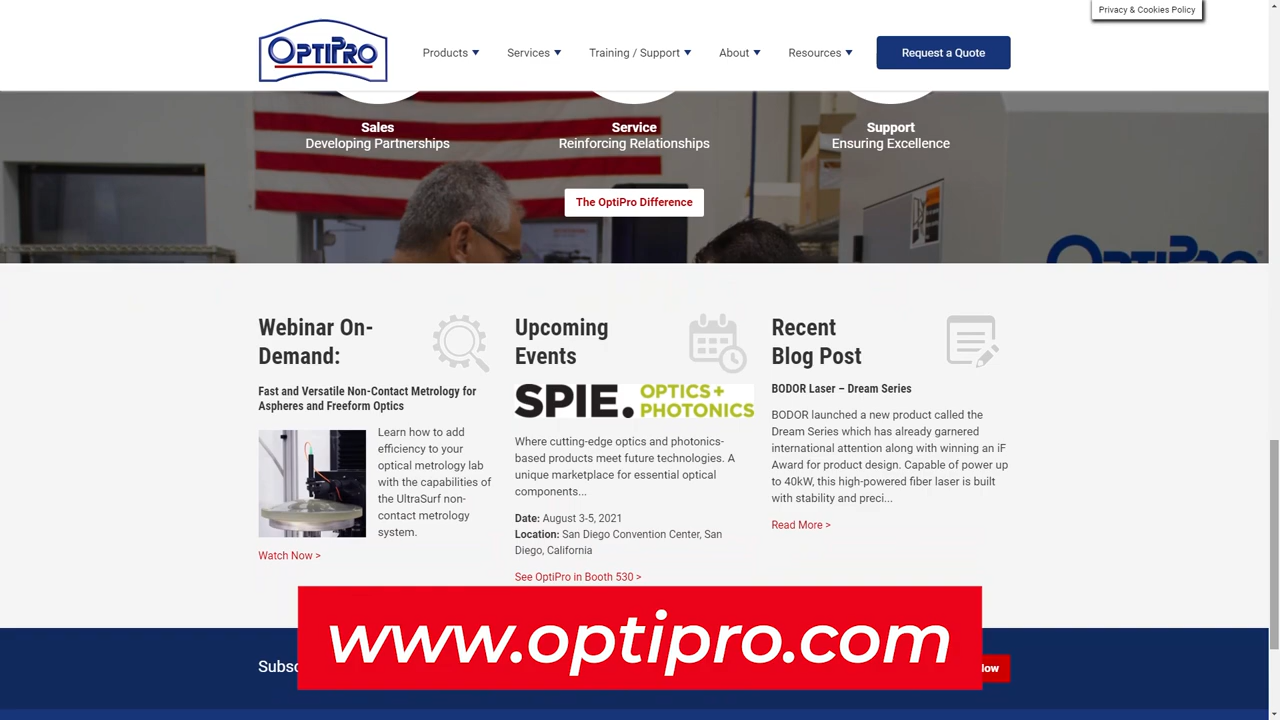 Privacy & Cookies Policy
OPTIPRO
Products
Services
Training / Support
About
Resources
Request a Quote
Sales
Developing Partnerships
Service
Reinforcing Relationships
Support
Ensuring Excellence
The OptiPro Difference
OPTIPRO
Webinar On-
Demand:
Fast and Versatile Non-Contact Metrology for
Aspheres and Freeform Optics
Learn how to add
efficiency to your
optical metrology lab
with the capabilities of
the UltraSurf non-
contact metrology
system.
Watch Now >
Upcoming
Events
SPIE. OPTICS+
PHOTONICS
Where cutting-edge optics and photonics-
based products meet future technologies. A
unique marketplace for essential optical
components...
Date: August 3-5, 2021
Location: San Diego Convention Center, San
Diego, California
See OptiPro in Booth 530 >
Recent
Blog Post
BODOR Laser – Dream Series
BODOR launched a new product called the
Dream Series which has already garnered
international attention along with winning an iF
Award for product design. Capable of power up
to 40kW, this high-powered fiber laser is built
with stability and preci...
Read More >
www.optipro.com